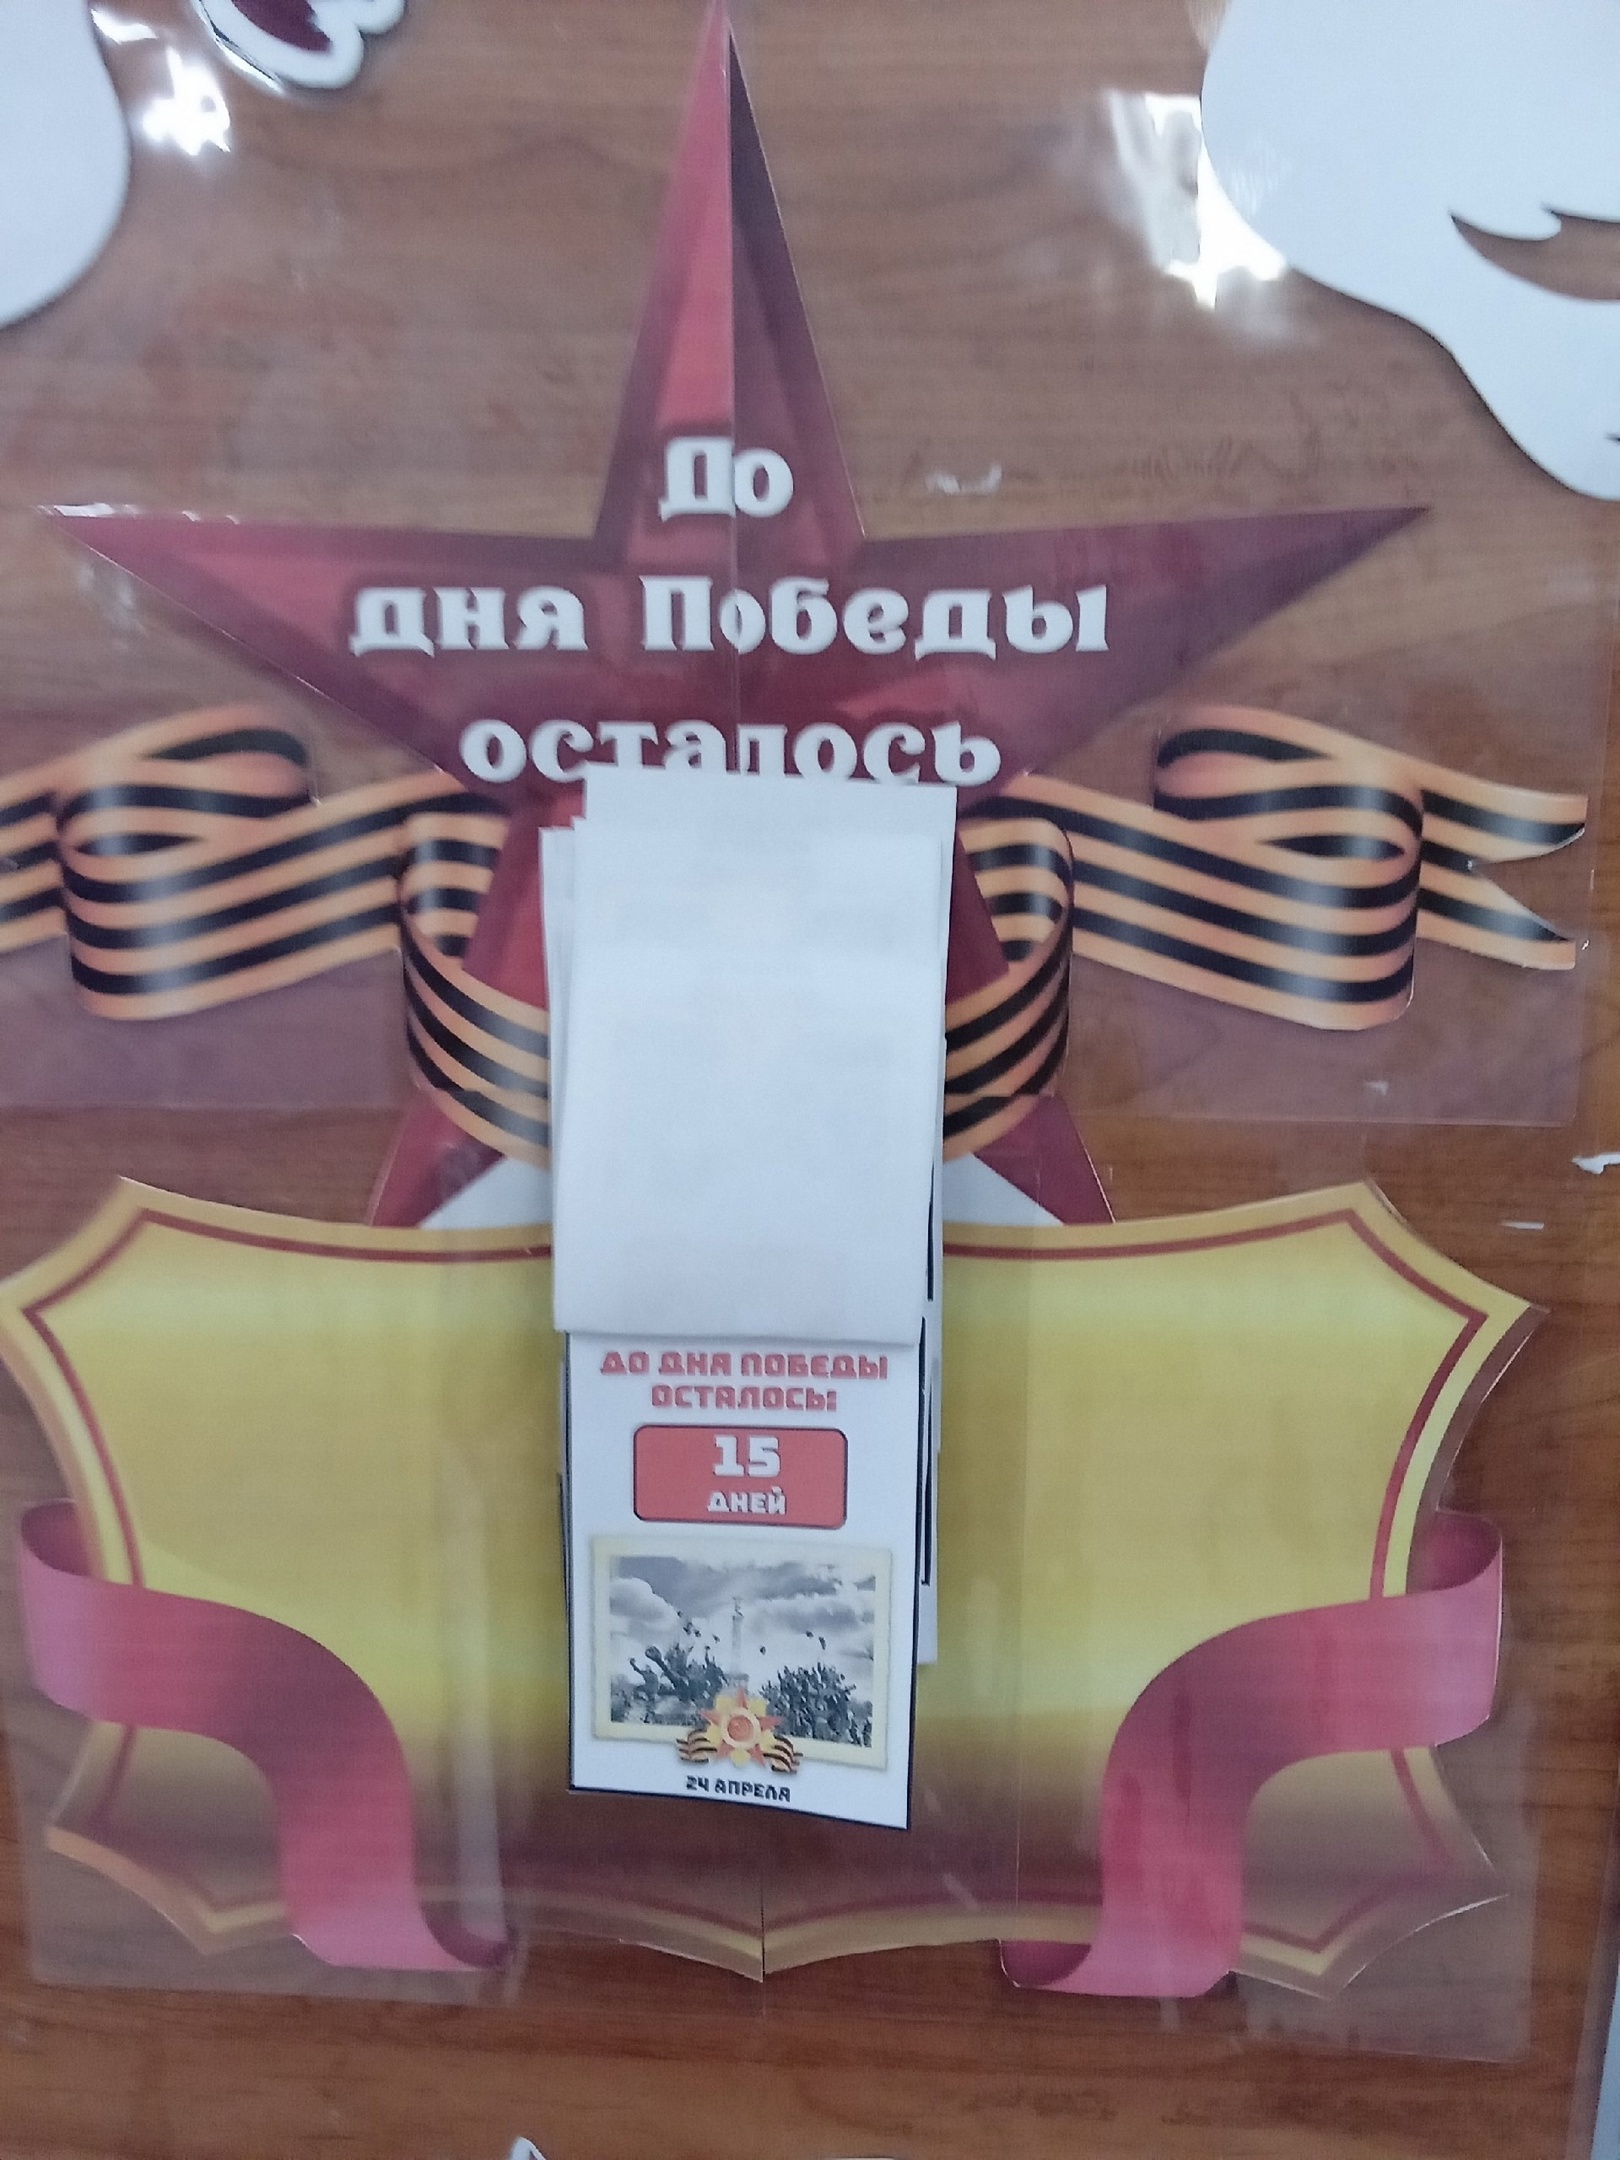 До
дня Победы
осталось
ДО ДНЯ ПОБЕДЫ
ОСТАЛОСЬ:
15
ДНЕЙ
24 АПРЕЛЯ